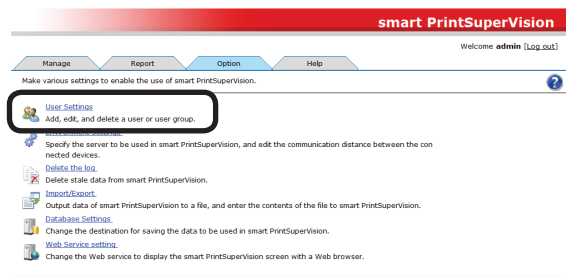 smart PrintSuperVision
Welcome admin [Log out]
Manage Report Option Help
Make various settings to enable the use of smart PrintSuperVision.
?
User Settings
Add, edit, and delete a user or user group.
Environment Settings
Specify the server to be used in smart PrintSuperVision, and edit the communication distance between the con
nected devices.
Delete the log
Delete stale data from smart PrintSuperVision.
Import/Export
Output data of smart PrintSuperVision to a file, and enter the contents of the file to smart PrintSuperVision.
Database Settings
Change the destination for saving the data to be used in smart PrintSuperVision.
Web Service setting
Change the Web service to display the smart PrintSuperVision screen with a Web browser.